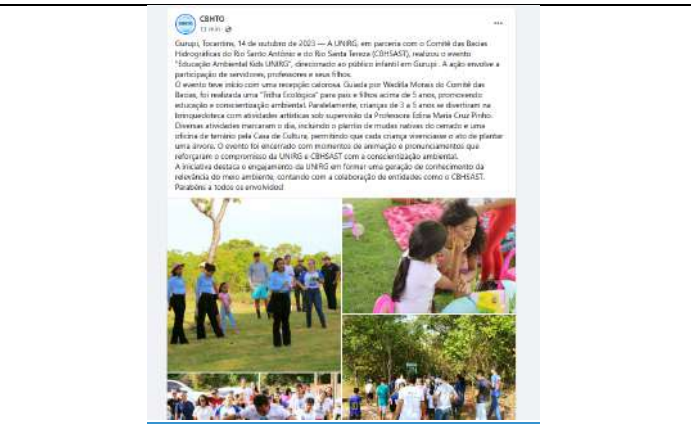 CBHTO
13 min ·
Gurupi, Tocantins, 14 de outubro de 2023 — A UNIRG, em parceria com o Comitê das Bacias
Hidrográficas do Rio Santo Antônio e do Rio Santa Tereza (CBHSAST), realizou o evento
"Educação Ambiental Kids UNIRG", direcionado ao público infantil em Gurupi . A ação envolve a
participação de servidores, professores e seus filhos.
O evento teve início com uma recepção calorosa. Guiada por Wedilla Morais do Comitê das
Bacias, foi realizada uma "Trilha Ecológica" para pais e filhos acima de 5 anos, promovendo
educação e conscientização ambiental. Paralelamente, crianças de 3 a 5 anos se divertiram na
brinquedoteca com atividades artísticas sob supervisão da Professora Edina Maria Cruz Pinho.
Diversas atividades marcaram o dia, incluindo o plantio de mudas nativas do cerrado e uma
oficina de terrário pela Casa de Cultura, permitindo que cada criança vivenciasse o ato de plantar
uma árvore. O evento foi encerrado com momentos de animação e pronunciamentos que
reforçaram o compromisso da UNIRG e CBHSAST com a conscientização ambiental.
A iniciativa destaca o engajamento da UNIRG em formar uma geração de conhecimento da
relevância do meio ambiente, contando com a colaboração de entidades como o CBHSAST.
Parabéns a todos os envolvidos!